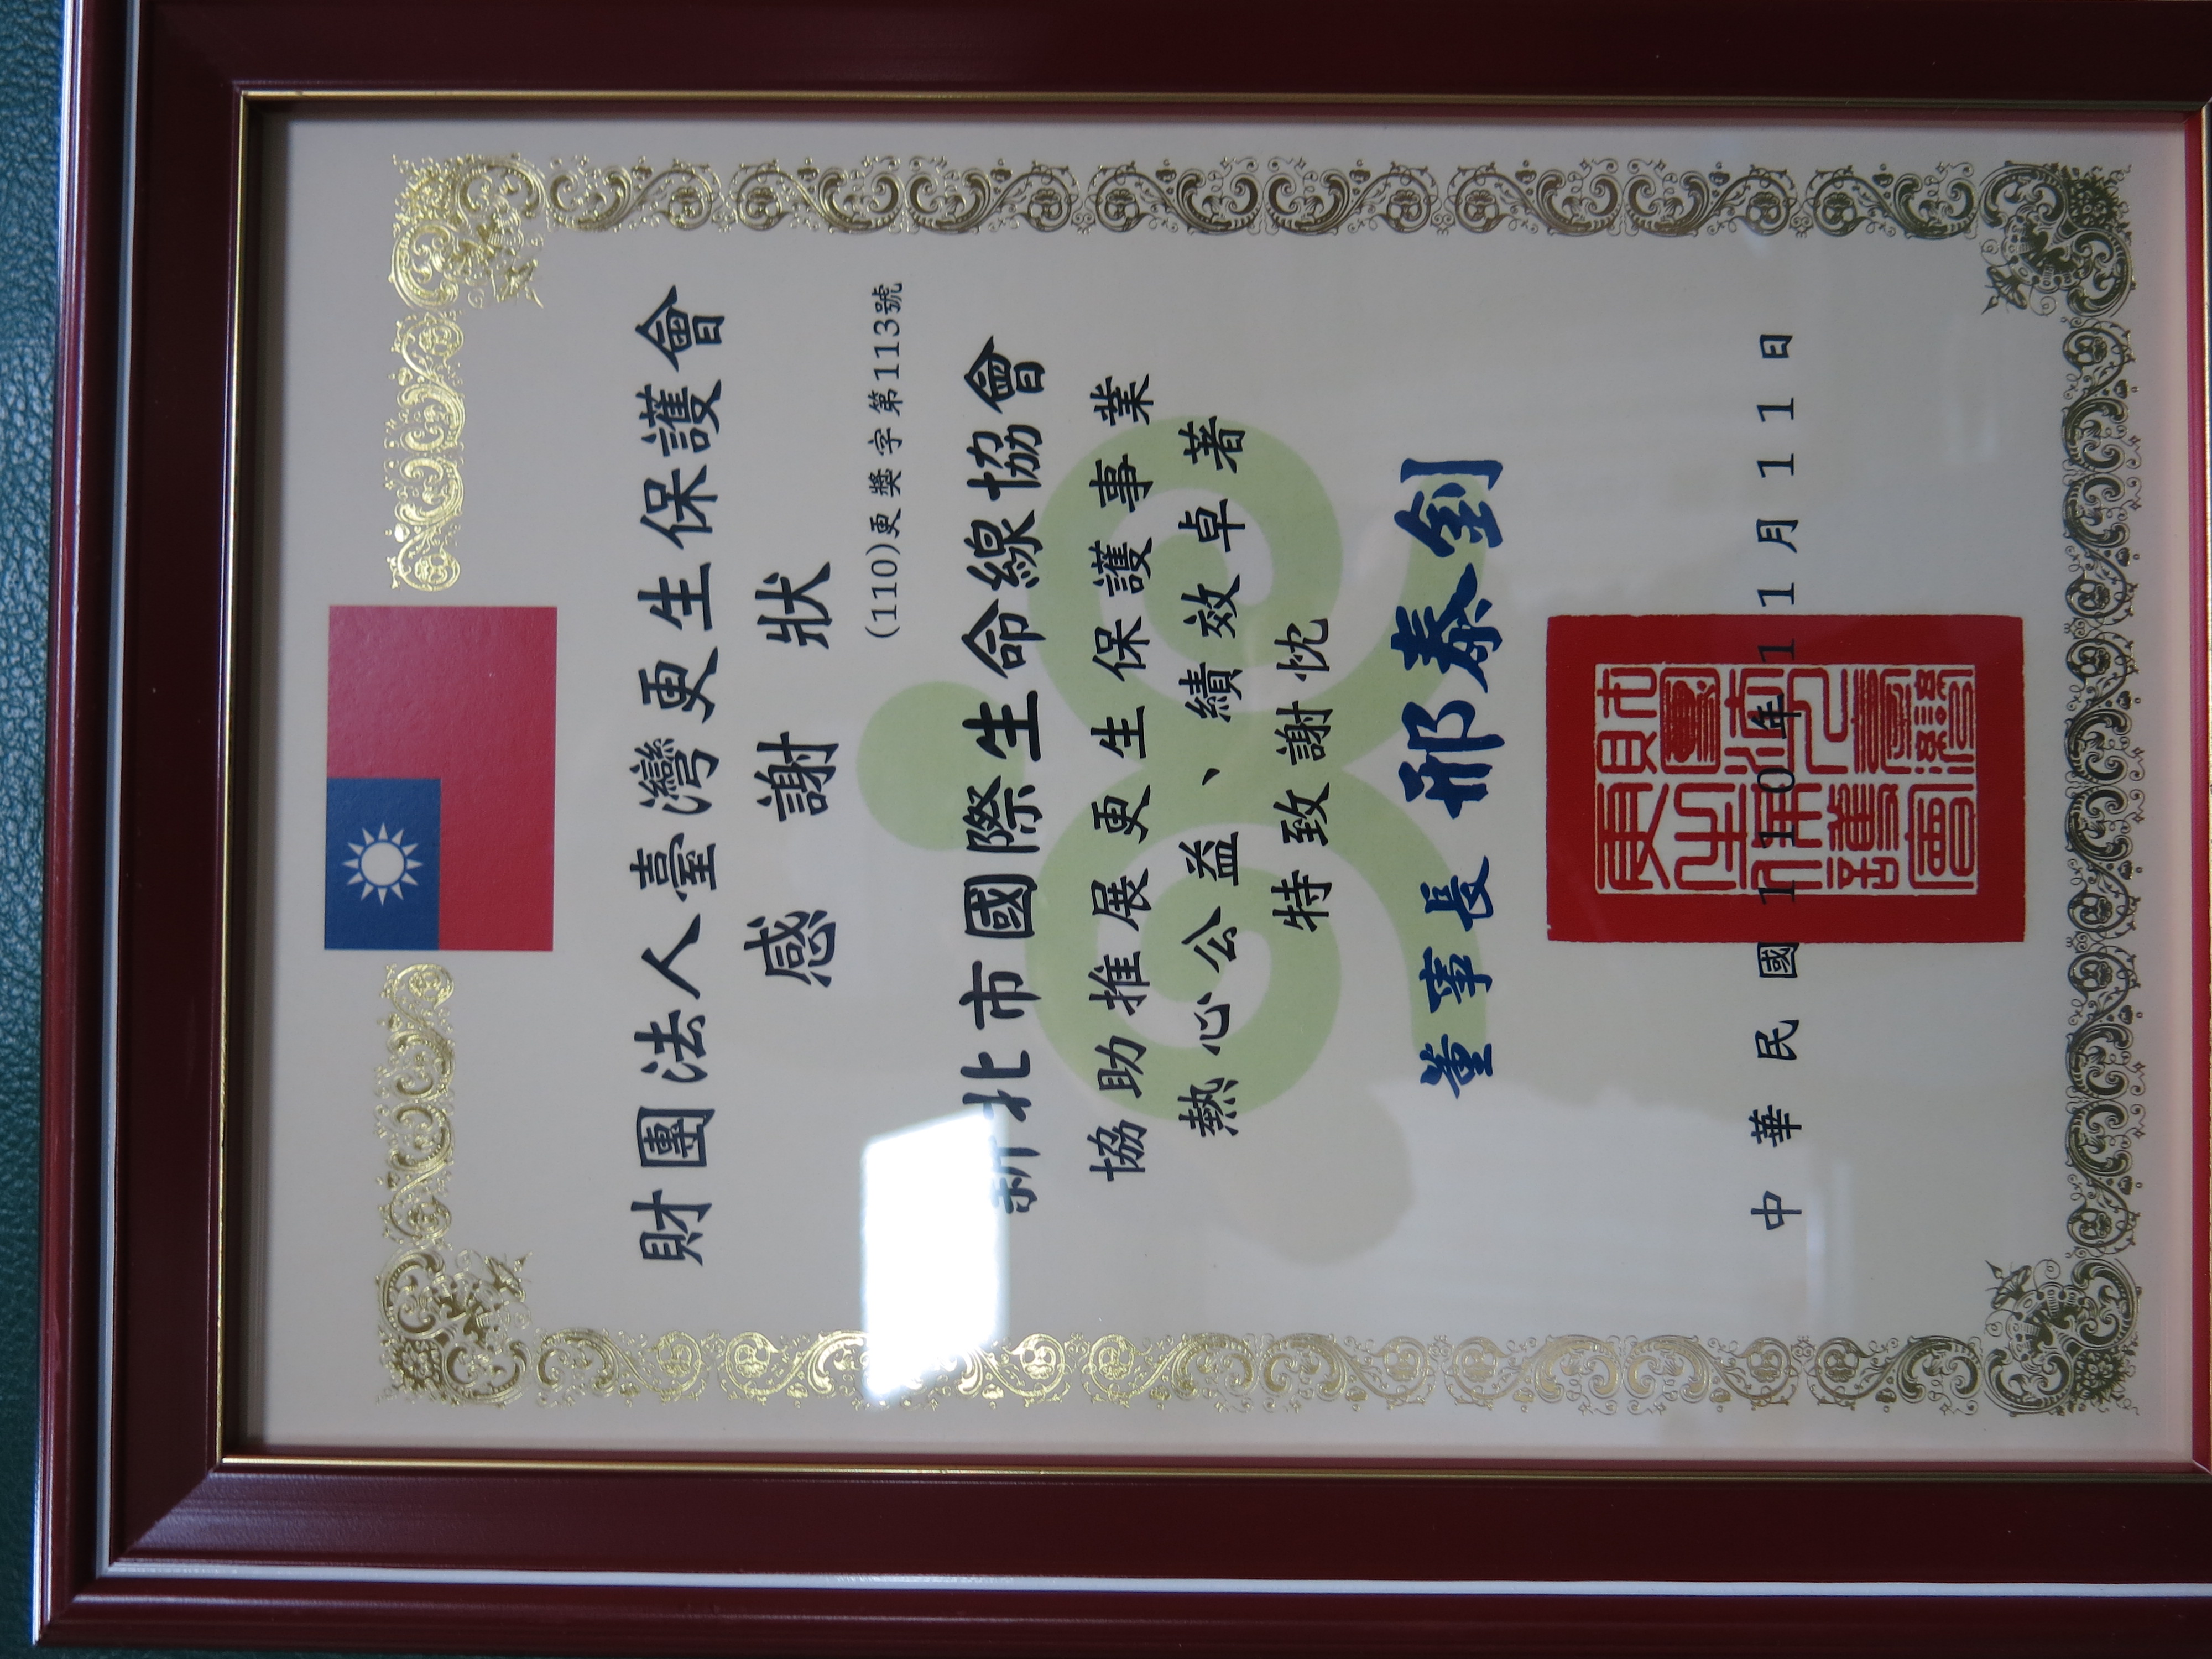 財團法人臺灣更生保護會
感謝狀
(110)更獎字第113號
新北市國際生命線協會
協助推展更生保護事業
熱心公益、績效卓著
特致謝忱
董事長 邢泰釗
中華民國110年11月11日